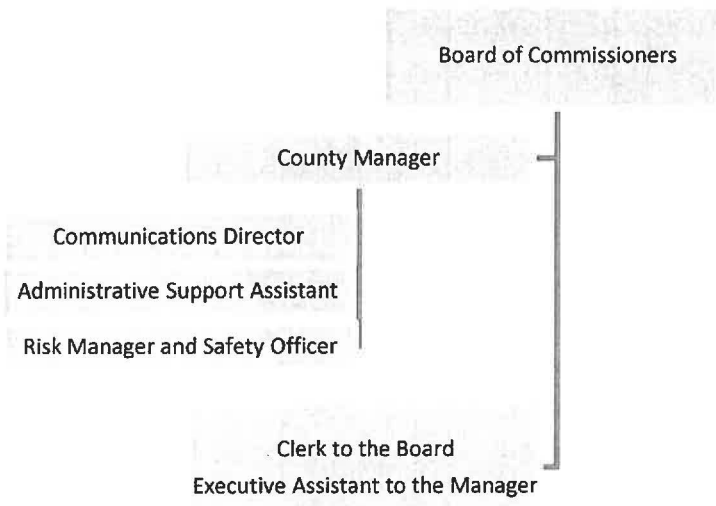 Board of Commissioners
County Manager
Communications Director
Administrative Support Assistant
Risk Manager and Safety Officer
Clerk to the Board
Executive Assistant to the Manager